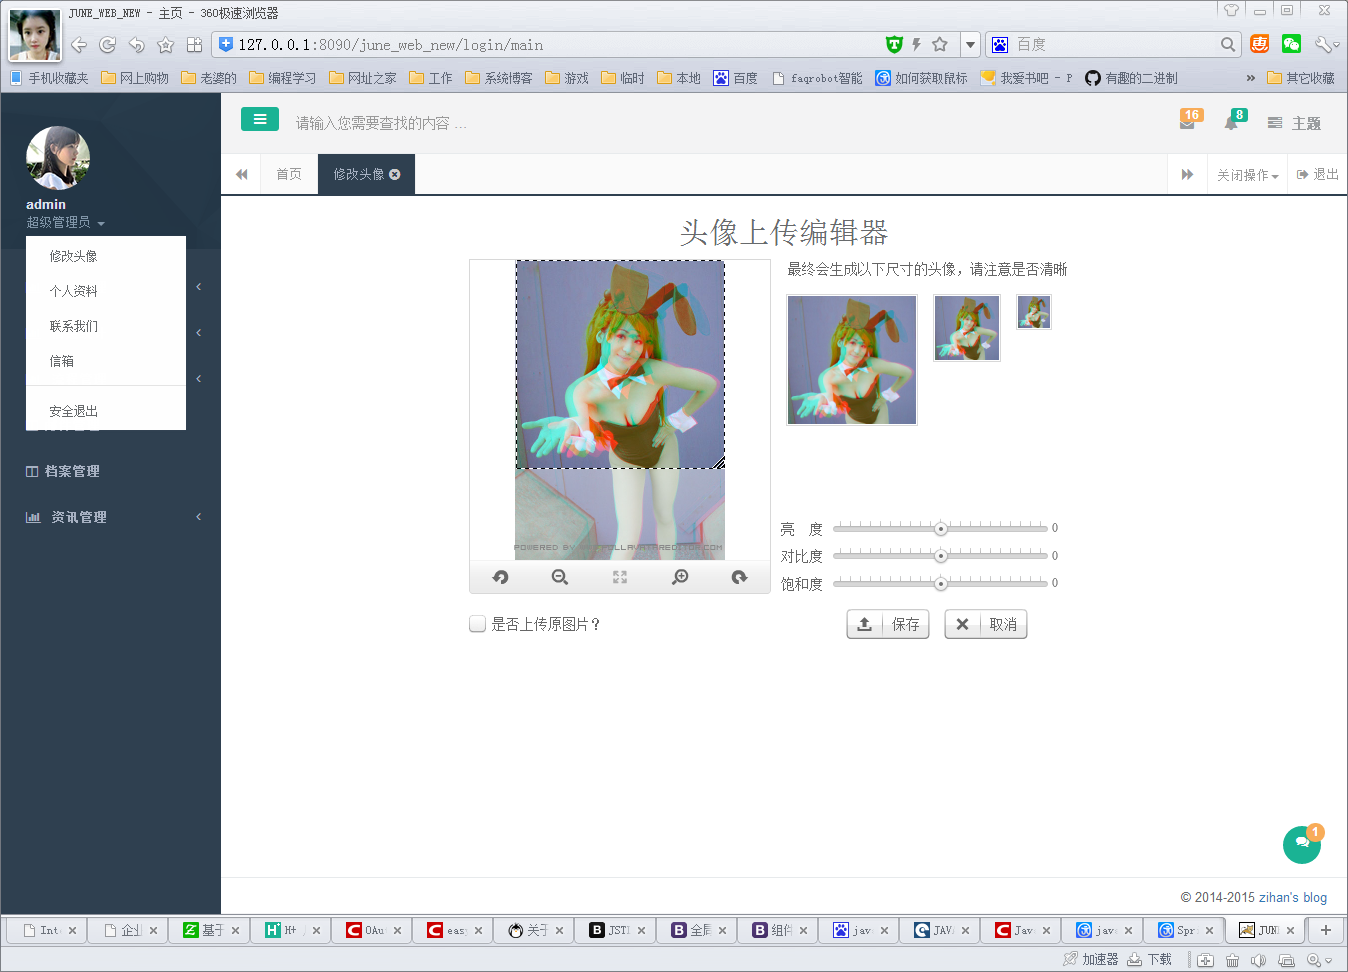 JUNE_WEB_NEW - 主页 - 360极速浏览器
127.0.0.1:8090/june_web_new/login/main
百度
手机收藏夹 网上购物 老婆的 编程学习 网址之家 工作 系统博客 游戏 临时 本地 百度 faqrobot智能 如何获取鼠标 我爱书吧 - P 有趣的二进制 » 其它收藏
请输入您需要查找的内容 ...
16
8
主题
首页
修改头像
关闭操作
退出
admin
超级管理员
修改头像
个人资料
联系我们
信箱
安全退出
档案管理
资讯管理
头像上传编辑器
最终会生成以下尺寸的头像，请注意是否清晰
亮 度 0
对比度 0
饱和度 0
是否上传原图片？
保存
取消
1
© 2014-2015 zihan's blog
Int 企业 基于 H+ OAu easy 关于 JSTL 全局 组件 jav JAV Jav jav Spr JUN
加速器 下载